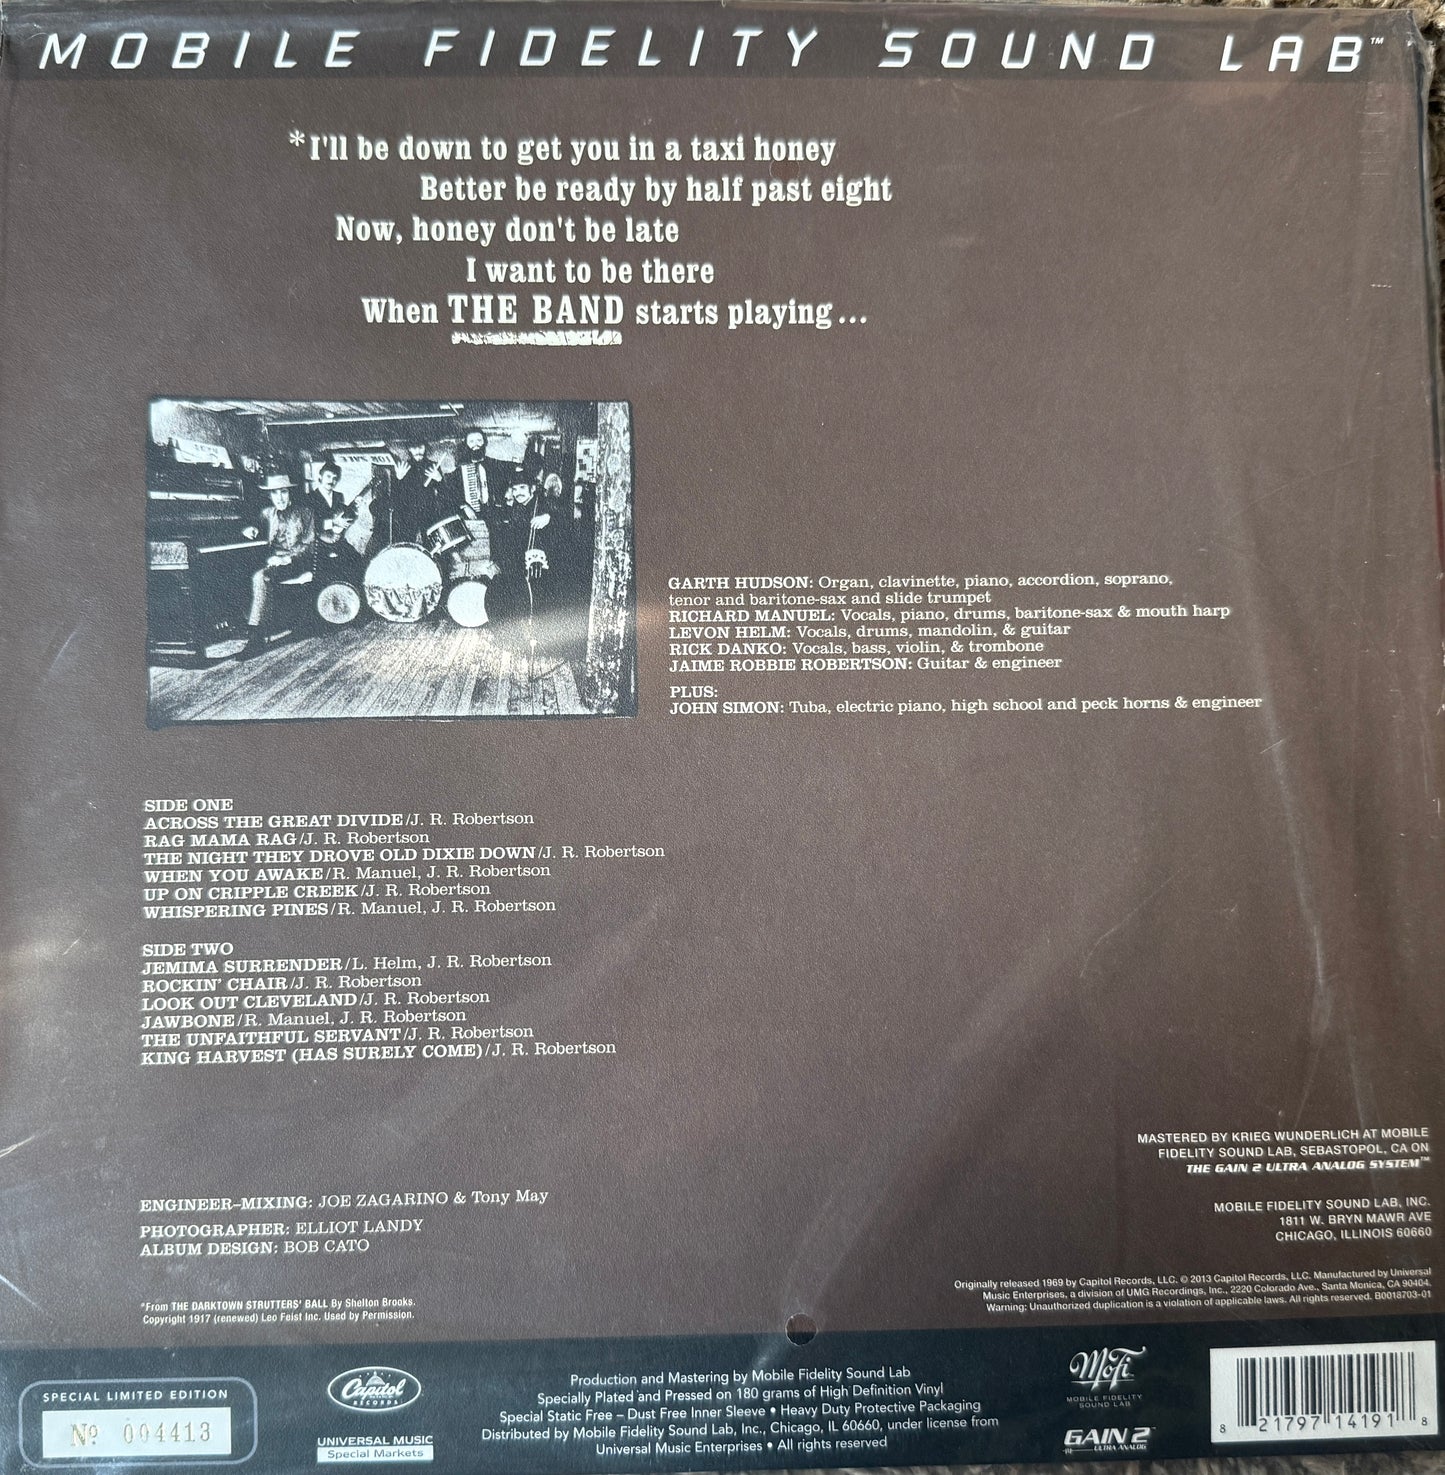 MOBILE FIDELITY SOUND LAB™
*I'll be down to get you in a taxi honey
Better be ready by half past eight
Now, honey don't be late
I want to be there
When THE BAND starts playing...
FOR SALE
GARTH HUDSON: Organ, clavinette, piano, accordion, soprano,
tenor and baritone-sax and slide trumpet
RICHARD MANUEL: Vocals, piano, drums, baritone-sax & mouth harp
LEVON HELM: Vocals, drums, mandolin, & guitar
RICK DANKO: Vocals, bass, violin, & trombone
JAIME ROBBIE ROBERTSON: Guitar & engineer
PLUS:
JOHN SIMON: Tuba, electric piano, high school and peck horns & engineer
SIDE ONE
ACROSS THE GREAT DIVIDE/J. R. Robertson
RAG MAMA RAG/J. R. Robertson
THE NIGHT THEY DROVE OLD DIXIE DOWN/J. R. Robertson
WHEN YOU AWAKE/R. Manuel, J. R. Robertson
UP ON CRIPPLE CREEK/J. R. Robertson
WHISPERING PINES/R. Manuel, J. R. Robertson
SIDE TWO
JEMIMA SURRENDER/L. Helm, J. R. Robertson
ROCKIN' CHAIR/J. R. Robertson
LOOK OUT CLEVELAND/J. R. Robertson
JAWBONE/R. Manuel, J. R. Robertson
THE UNFAITHFUL SERVANT/J. R. Robertson
KING HARVEST (HAS SURELY COME)/J. R. Robertson
ENGINEER–MIXING: JOE ZAGARINO & Tony May
PHOTOGRAPHER: ELLIOT LANDY
ALBUM DESIGN: BOB CATO
*From THE DARKTOWN STRUTTERS' BALL By Shelton Brooks.
Copyright 1917 (renewed) Leo Feist Inc. Used by Permission.
MASTERED BY KRIEG WUNDERLICH AT MOBILE
FIDELITY SOUND LAB, SEBASTOPOL, CA ON
THE GAIN 2 ULTRA ANALOG SYSTEM™
MOBILE FIDELITY SOUND LAB, INC.
1811 W. BRYN MAWR AVE
CHICAGO, ILLINOIS 60660
Originally released 1969 by Capitol Records, LLC. © 2013 Capitol Records, LLC. Manufactured by Universal
Music Enterprises, a division of UMG Recordings, Inc., 2220 Colorado Ave., Santa Monica, CA 90404.
Warning: Unauthorized duplication is a violation of applicable laws. All rights reserved. B0018703-01
SPECIAL LIMITED EDITION
Nº 004413
Capitol
RECORDS
UNIVERSAL MUSIC
Special Markets
Production and Mastering by Mobile Fidelity Sound Lab
Specially Plated and Pressed on 180 grams of High Definition Vinyl
Special Static Free – Dust Free Inner Sleeve • Heavy Duty Protective Packaging
Distributed by Mobile Fidelity Sound Lab, Inc., Chicago, IL 60660, under license from
Universal Music Enterprises • All rights reserved
MoFi
MOBILE FIDELITY
SOUND LAB
GAIN 2™
ULTRA ANALOG
8 21797 14191 8